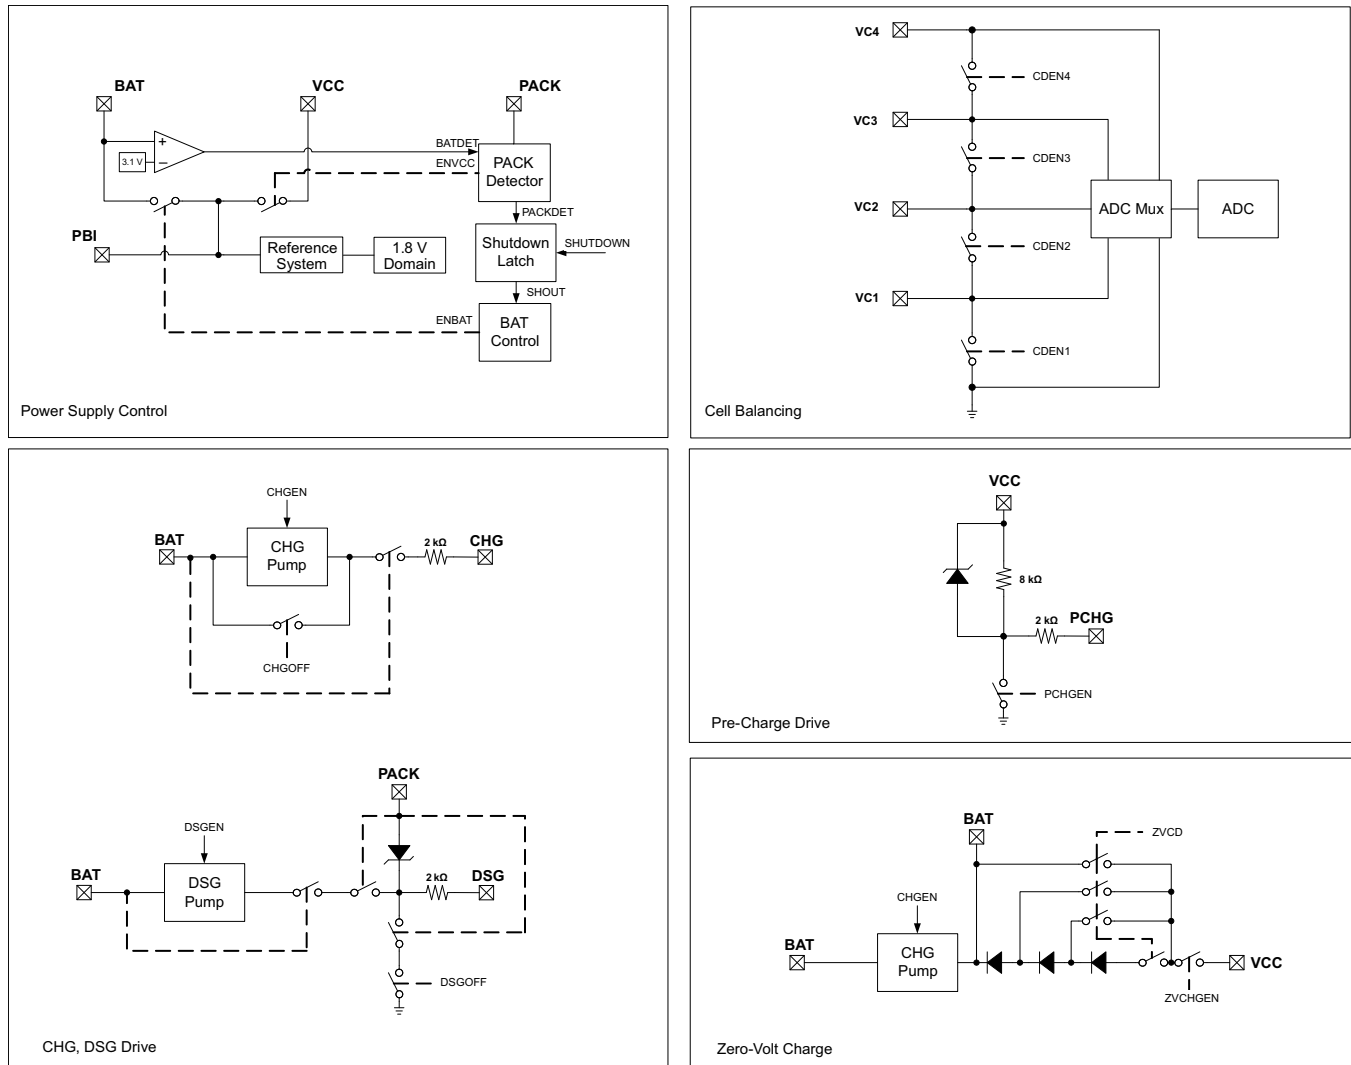 BAT
VCC
PACK
3.1 V
+
−
BATDET
ENVCC
PACK
Detector
PACKDET
PBI
Reference
System
1.8 V
Domain
Shutdown
Latch
SHUTDOWN
SHOUT
ENBAT
BAT
Control
Power Supply Control
VC4
CDEN4
VC3
CDEN3
VC2
ADC Mux
ADC
CDEN2
VC1
CDEN1
Cell Balancing
CHGEN
BAT
CHG
Pump
2 kΩ
CHG
CHGOFF
PACK
DSGEN
BAT
DSG
Pump
2 kΩ
DSG
DSGOFF
CHG, DSG Drive
VCC
8 kΩ
2 kΩ
PCHG
PCHGEN
Pre-Charge Drive
BAT
ZVCD
CHGEN
BAT
CHG
Pump
VCC
ZVCHGEN
Zero-Volt Charge